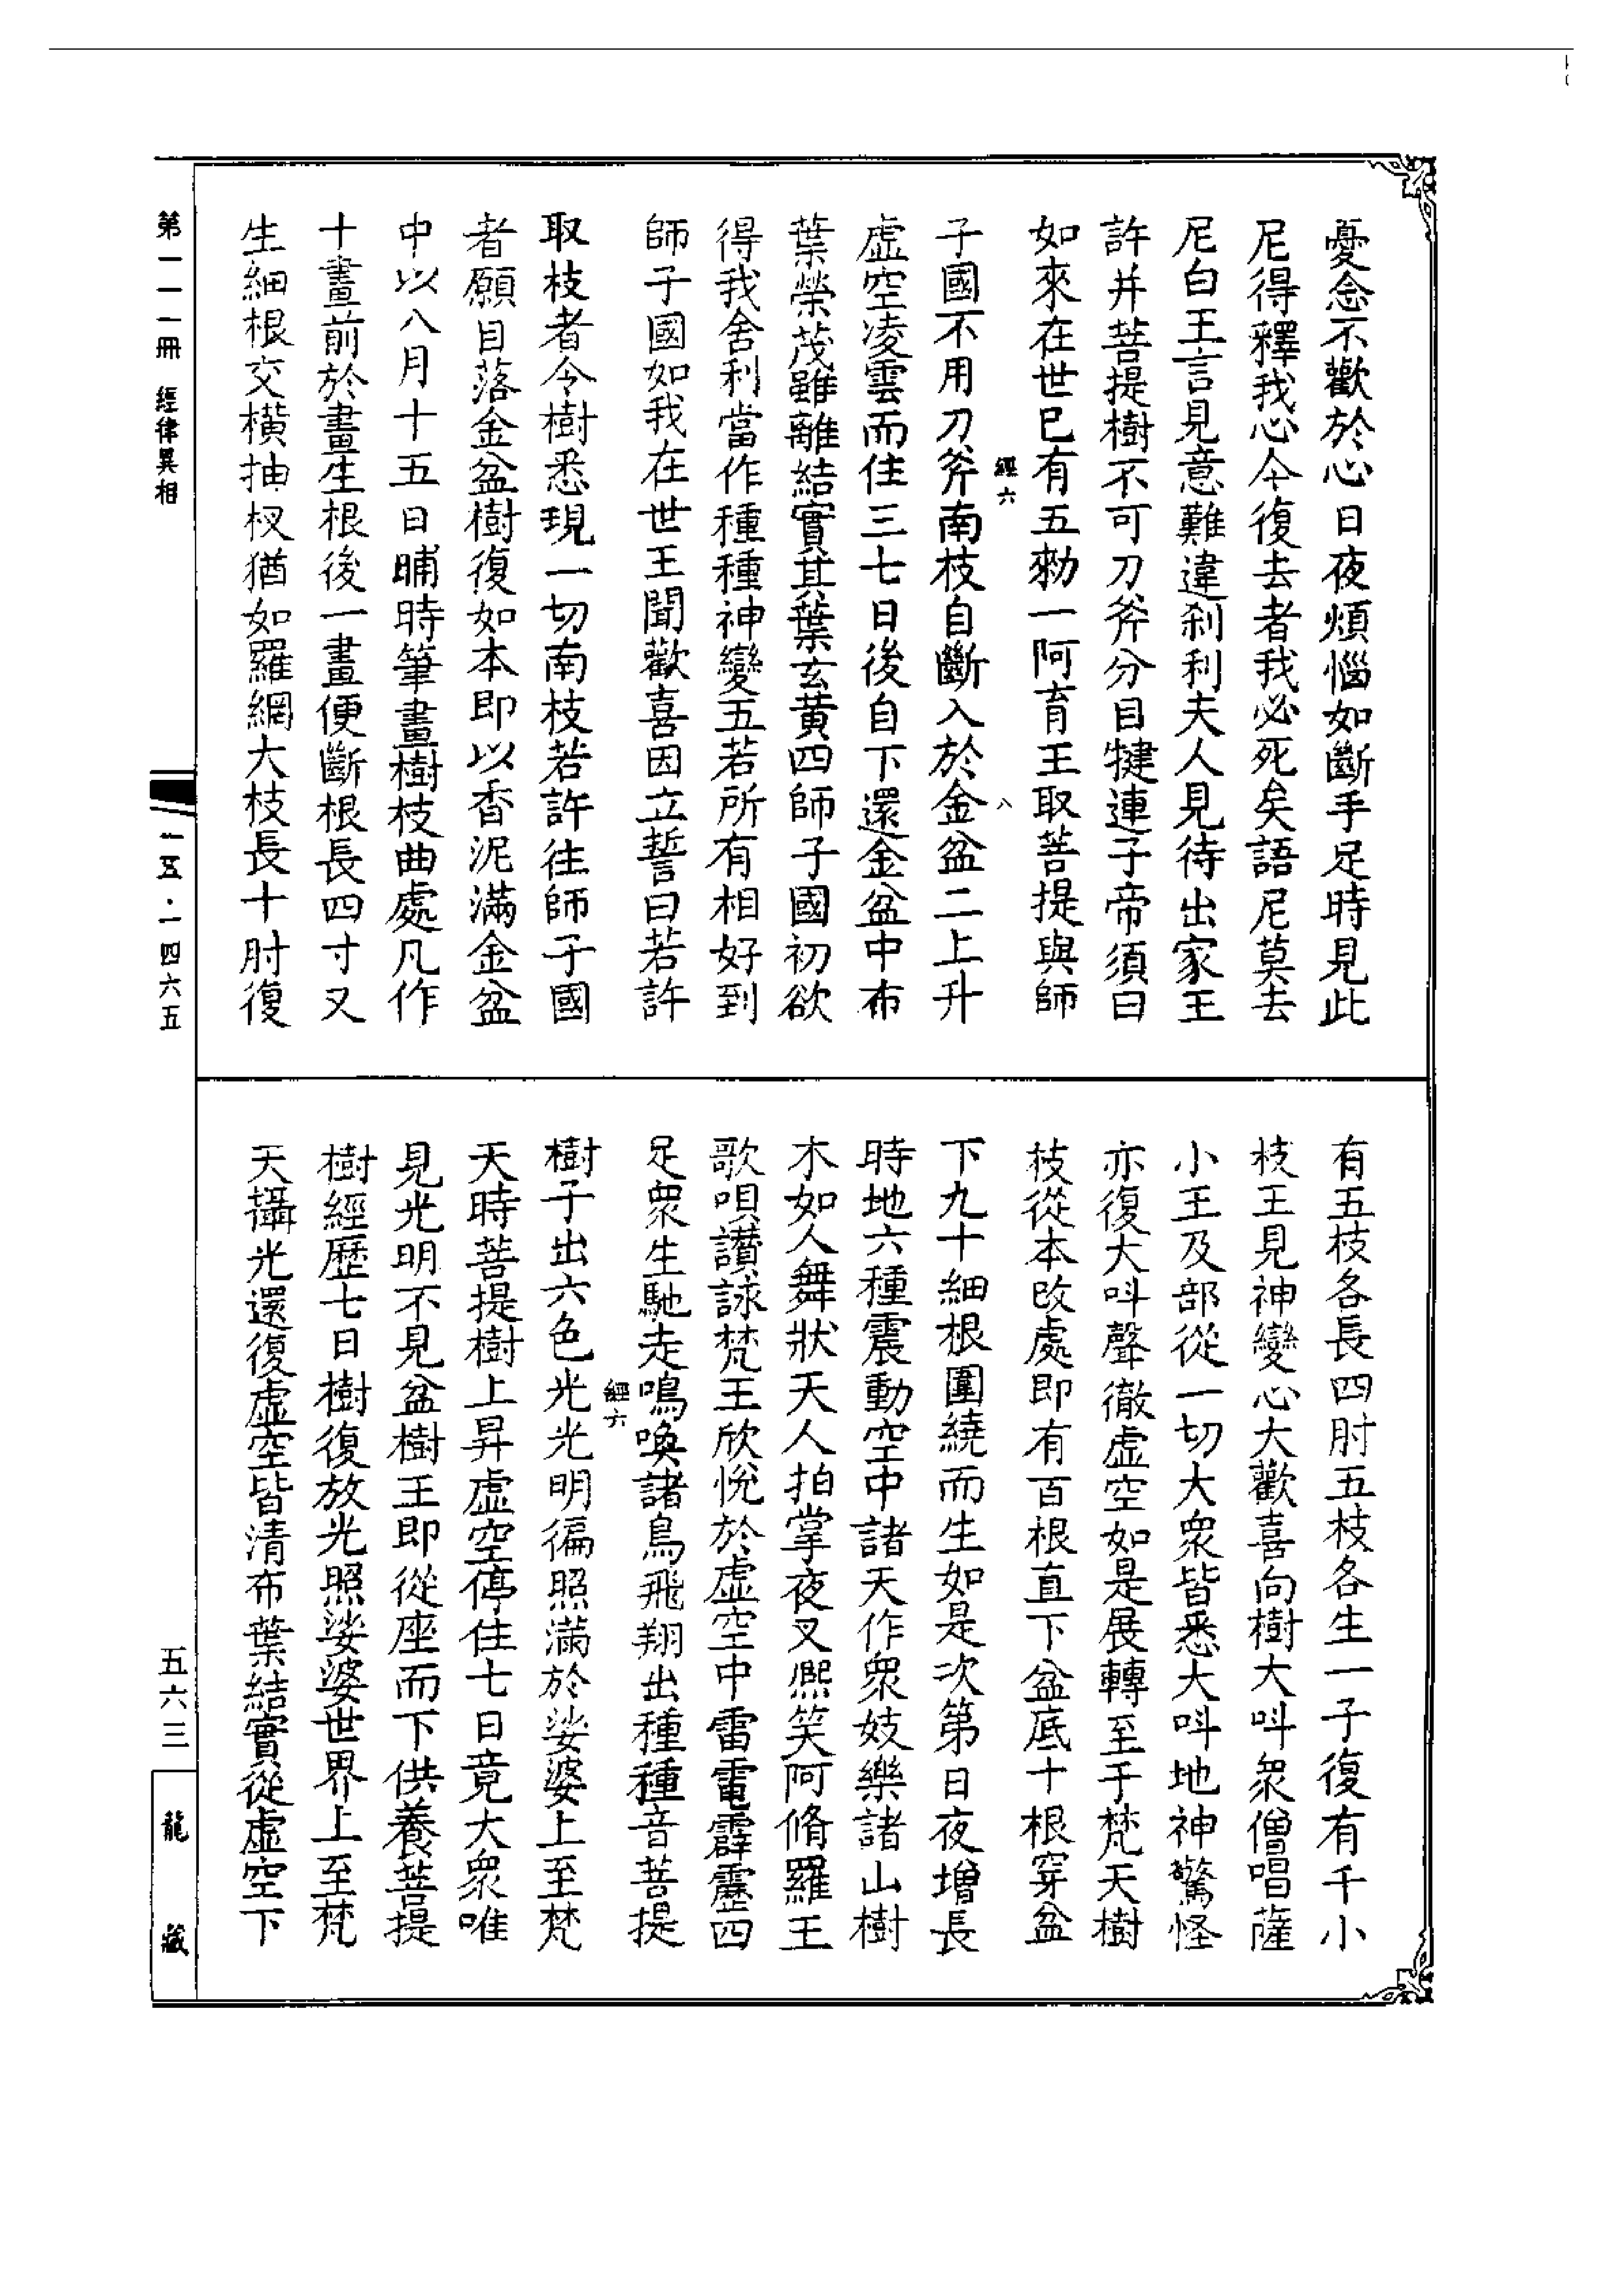 憂念不歡於心日夜煩惱如斷手足時見此
尼得釋我心今復去者我必死矣語尼莫去
尼白王言見意難違刹利夫人見待出家王
許并菩提樹不可刀斧分目犍連子帝須曰
如來在世已有五勑一阿育王取菩提與師
經六 八
子國不用刀斧南枝自斷入於金盆二上升
虛空凌雲而住三七日後自下還金盆中布
葉榮茂雖離結實其葉玄黄四師子國初欲
得我舍利當作種種神變五若所有相好到
師子國如我在世王聞歡喜因立誓曰若許
取枝者令樹悉現一切南枝若許往師子國
者願自落金盆樹復如本即以香泥滿金盆
中以八月十五日晡時筆畫樹枝曲處凡作
十畫前於畫生根後一畫便斷根長四寸又
生細根交橫抽杈猶如羅網大枝長十肘復
有五枝各長四肘五枝各生一子復有千小
枝王見神變心大歡喜向樹大呌衆僧唱薩
小王及部從一切大衆皆悉大呌地神驚怪
亦復大呌聲徹虛空如是展轉至于梵天樹
枝從本斷處即有百根直下盆底十根穿盆
下九十細根圍繞而生如是次第日夜增長
時地六種震動空中諸天作衆妓樂諸山樹
木如人舞狀天人拍掌夜叉熈笑阿脩羅王
歌唄讃詠梵王欣悅於虛空中雷電霹靂四
足衆生馳走鳴喚諸鳥飛翔出種種音菩提
經六
樹子出六色光光明徧照滿於娑婆上至梵
天時菩提樹上昇虛空停住七日竟大衆唯
見光明不見盆樹王即從座而下供養菩提
樹經歷七日樹復放光照娑婆世界上至梵
天攝光還復虛空皆清布葉結實從虛空下
第一一一冊 經律異相
一五·一四六五
五六三
龍藏